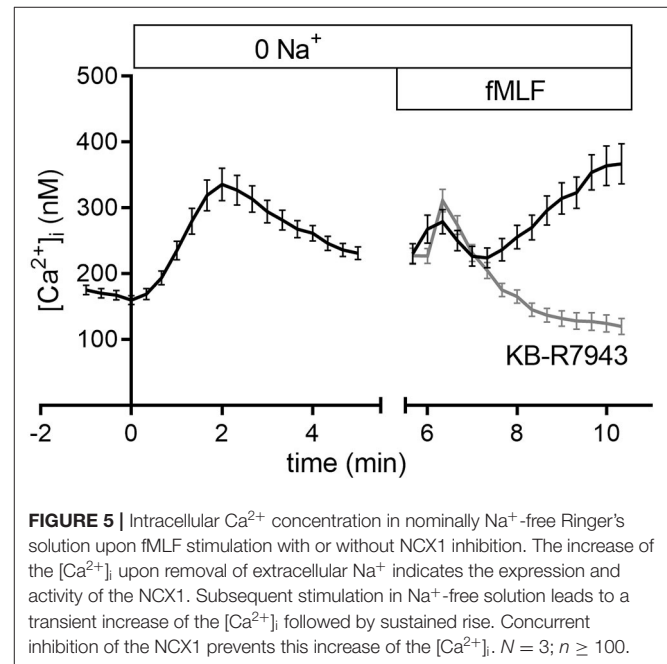 0 Na⁺
fMLF
500
400
300
200
100
[Ca²⁺]ᵢ (nM)
KB-R7943
-2 0 2 4 6 8 10
time (min)
FIGURE 5 | Intracellular Ca²⁺ concentration in nominally Na⁺-free Ringer's
solution upon fMLF stimulation with or without NCX1 inhibition. The increase of
the [Ca²⁺]ᵢ upon removal of extracellular Na⁺ indicates the expression and
activity of the NCX1. Subsequent stimulation in Na⁺-free solution leads to a
transient increase of the [Ca²⁺]ᵢ followed by sustained rise. Concurrent
inhibition of the NCX1 prevents this increase of the [Ca²⁺]ᵢ. N = 3; n ≥ 100.